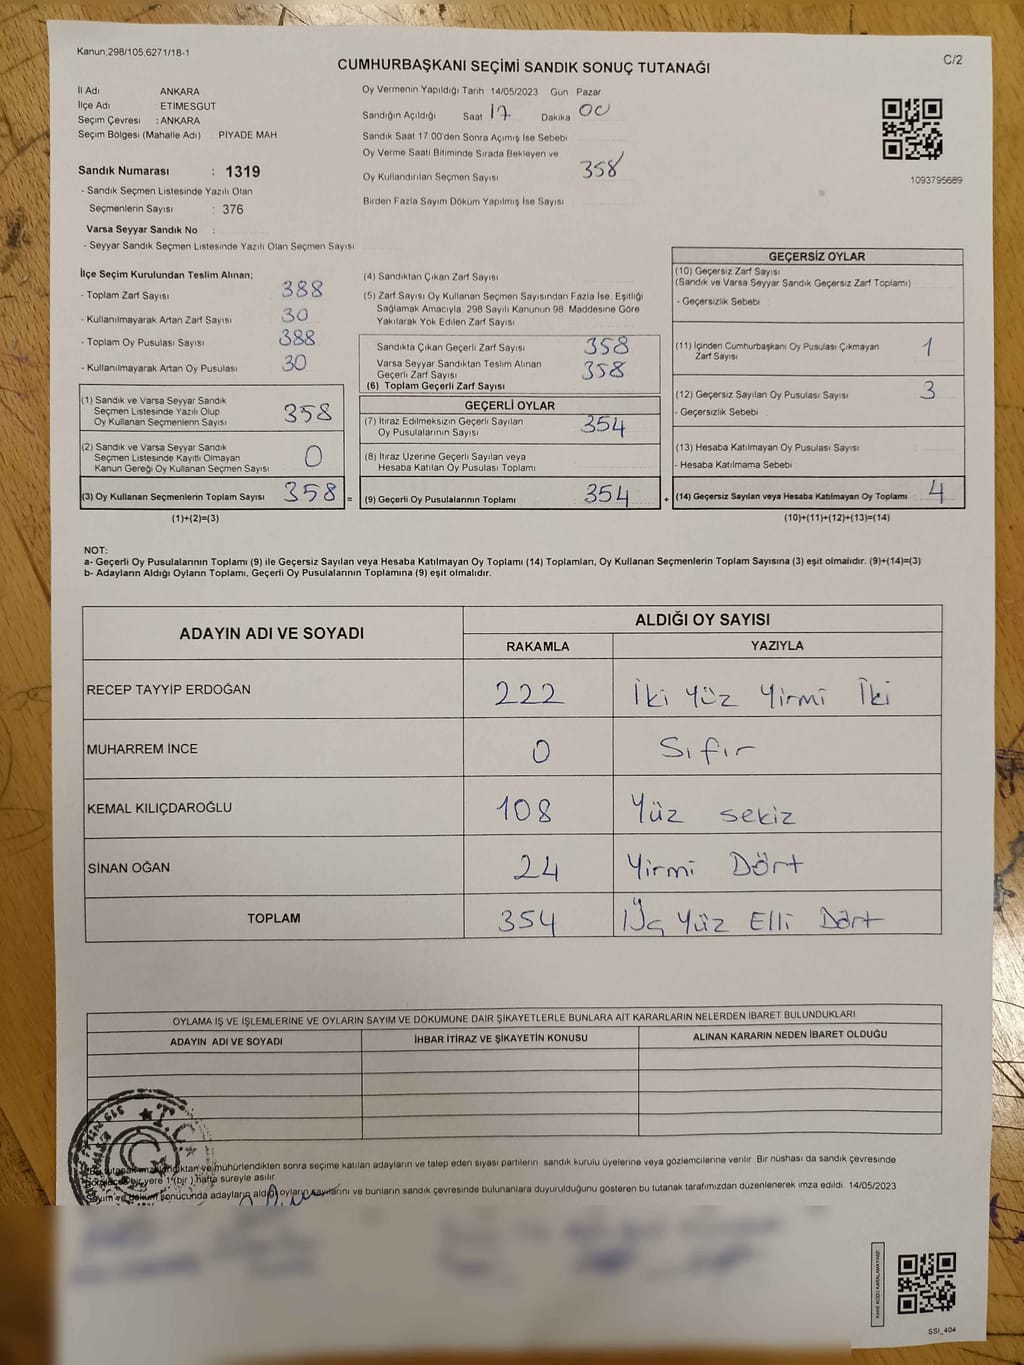 Kanun:298/105,6271/18-1
C/2
CUMHURBAŞKANI SEÇİMİ SANDIK SONUÇ TUTANAĞI
İl Adı ANKARA
İlçe Adı : ETİMESGUT
Seçim Çevresi : ANKARA
Seçim Bölgesi (Mahalle Adı) PİYADE MAH
Sandık Numarası : 1319
- Sandık Seçmen Listesinde Yazılı Olan
Seçmenlerin Sayısı : 376
Varsa Seyyar Sandık No :
- Seyyar Sandık Seçmen Listesinde Yazılı Olan Seçmen Sayısı
Oy Vermenin Yapıldığı Tarih 14/05/2023 Gün Pazar
Sandığın Açıldığı Saat 17 Dakika 00
Sandık Saat 17:00'den Sonra Açımış İse Sebebi
Oy Verme Saati Bitiminde Sırada Bekleyen ve
Oy Kullandırılan Seçmen Sayısı 358
Birden Fazla Sayım Döküm Yapılmış İse Sayısı
1093795689
İlçe Seçim Kurulundan Teslim Alınan;
- Toplam Zarf Sayısı 388
- Kullanılmayarak Artan Zarf Sayısı 30
- Toplam Oy Pusulası Sayısı 388
- Kullanılmayarak Artan Oy Pusulası 30
(1) Sandık ve Varsa Seyyar Sandık
Seçmen Listesinde Yazılı Olup
Oy Kullanan Seçmenlerin Sayısı 358
(2) Sandık ve Varsa Seyyar Sandık
Seçmen Listesinde Kayıtlı Olmayan
Kanun Gereği Oy Kullanan Seçmen Sayısı 0
(3) Oy Kullanan Seçmenlerin Toplam Sayısı 358 =
(1)+(2)=(3)
(4) Sandıktan Çıkan Zarf Sayısı
(5) Zarf Sayısı Oy Kullanan Seçmen Sayısından Fazla İse, Eşitliği
Sağlamak Amacıyla, 298 Sayılı Kanunun 98. Maddesine Göre
Yakılarak Yok Edilen Zarf Sayısı
Sandıkta Çıkan Geçerli Zarf Sayısı 358
Varsa Seyyar Sandıktan Teslim Alınan
Geçerli Zarf Sayısı 358
(6) Toplam Geçerli Zarf Sayısı
GEÇERLİ OYLAR
(7) İtiraz Edilmeksizin Geçerli Sayılan
Oy Pusulalarının Sayısı 354
(8) İtiraz Üzerine Geçerli Sayılan veya
Hesaba Katılan Oy Pusulası Toplamı
(9) Geçerli Oy Pusulalarının Toplamı 354 +
GEÇERSİZ OYLAR
(10) Geçersiz Zarf Sayısı
(Sandık ve Varsa Seyyar Sandık Geçersiz Zarf Toplamı)
- Geçersizlik Sebebi
(11) İçinden Cumhurbaşkanı Oy Pusulası Çıkmayan
Zarf Sayısı 1
(12) Geçersiz Sayılan Oy Pusulası Sayısı 3
- Geçersizlik Sebebi
(13) Hesaba Katılmayan Oy Pusulası Sayısı
- Hesaba Katılmama Sebebi
(14) Geçersiz Sayılan veya Hesaba Katılmayan Oy Toplamı 4
(10)+(11)+(12)+(13)=(14)
NOT:
a- Geçerli Oy Pusulalarının Toplamı (9) ile Geçersiz Sayılan veya Hesaba Katılmayan Oy Toplamı (14) Toplamları, Oy Kullanan Seçmenlerin Toplam Sayısına (3) eşit olmalıdır. (9)+(14)=(3)
b- Adayların Aldığı Oyların Toplamı, Geçerli Oy Pusulalarının Toplamına (9) eşit olmalıdır.
ADAYIN ADI VE SOYADI
ALDIĞI OY SAYISI
RAKAMLA YAZIYLA
RECEP TAYYİP ERDOĞAN 222 İki Yüz Yirmi İki
MUHARREM İNCE 0 Sıfır
KEMAL KILIÇDAROĞLU 108 Yüz sekiz
SİNAN OĞAN 24 Yirmi Dört
TOPLAM 354 Üç Yüz Elli Dört
OYLAMA İŞ VE İŞLEMLERİNE VE OYLARIN SAYIM VE DÖKÜMÜNE DAİR ŞİKAYETLERLE BUNLARA AİT KARARLARIN NELERDEN İBARET BULUNDUKLARI
ADAYIN ADI VE SOYADI İHBAR İTİRAZ VE ŞİKAYETİN KONUSU ALINAN KARARIN NEDEN İBARET OLDUĞU
T.C.
Bu tutanak imzalandıktan ve mühürlendikten sonra seçime katılan adayların ve talep eden siyasi partilerin sandık kurulu üyelerine veya gözlemcilerine verilir. Bir nüshası da sandık çevresinde
bir yere 1 (bir) hafta süreyle asılır
Sayım ve döküm sonucunda adayların aldığı oyların sayılarını ve bunların sandık çevresinde bulunanlara duyurulduğunu gösteren bu tutanak tarafımızdan düzenlenerek imza edildi. 14/05/2023
KARE KODU KARALAMAYINIZ!
SSI_404